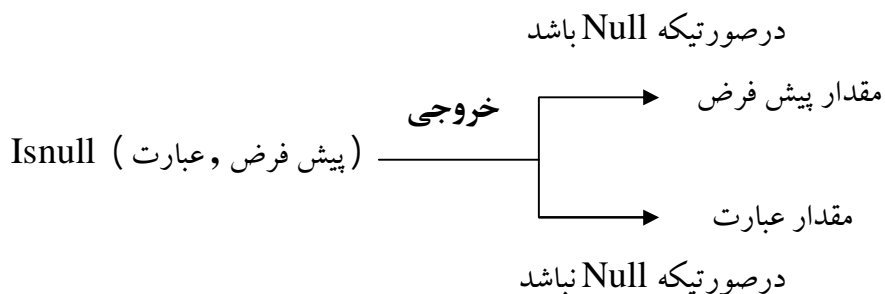 درصورتیکه Null باشد
مقدار پیش فرض
خروجی
Isnull ( عبارت , پیش فرض )
مقدار عبارت
درصورتیکه Null نباشد